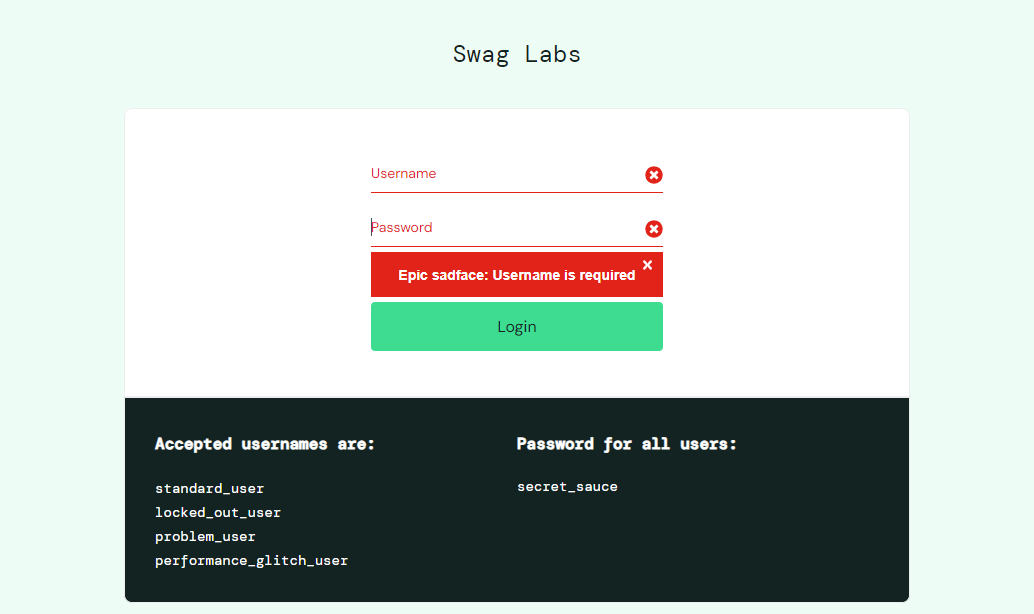 Swag Labs
Username
Password
Epic sadface: Username is required
Login
Accepted usernames are:
standard_user
locked_out_user
problem_user
performance_glitch_user
Password for all users:
secret_sauce